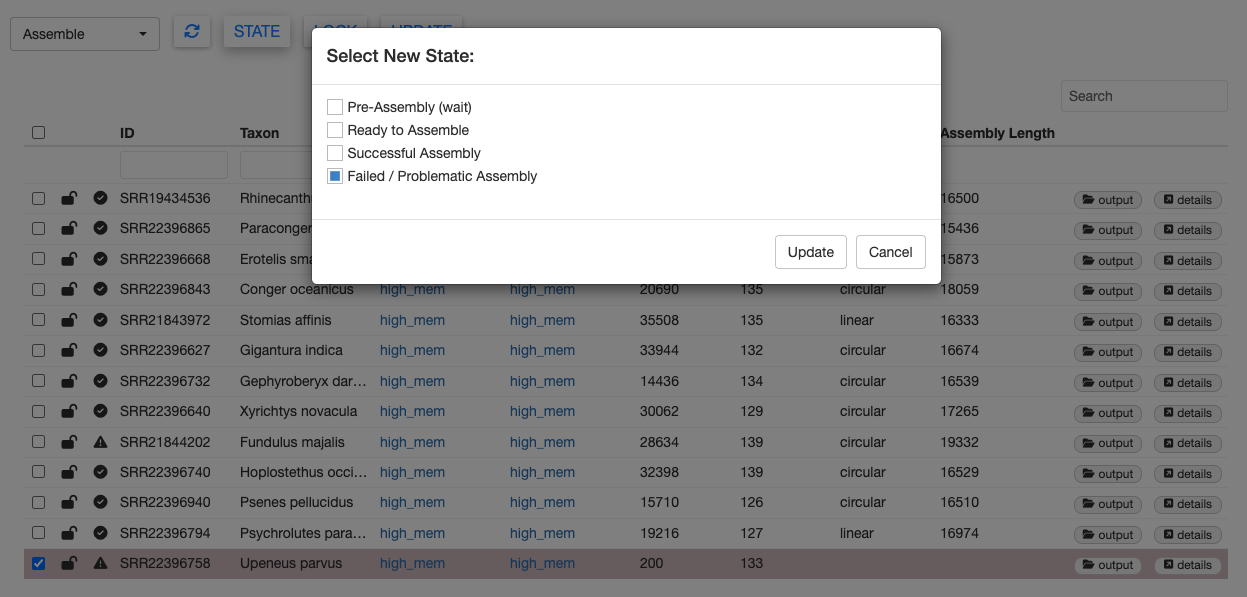 Assemble
STATE
Select New State:
Pre-Assembly (wait)
Ready to Assemble
Successful Assembly
Failed / Problematic Assembly
Update Cancel
Search
ID Taxon Assembly Length
SRR19434536 16500 output details
SRR22396865 Paraconger 15436 output details
SRR22396668 Erotelis 15873 output details
SRR22396843 Conger oceanicus high_mem high_mem 20690 135 circular 18059 output details
SRR21843972 Stomias affinis high_mem high_mem 35508 135 linear 16333 output details
SRR22396627 Gigantura indica high_mem high_mem 33944 132 circular 16674 output details
SRR22396732 Gephyroberyx dar... high_mem high_mem 14436 134 circular 16539 output details
SRR22396640 Xyrichtys novacula high_mem high_mem 30062 129 circular 17265 output details
SRR21844202 Fundulus majalis high_mem high_mem 28634 139 circular 19332 output details
SRR22396740 Hoplostethus occi... high_mem high_mem 32398 139 circular 16529 output details
SRR22396940 Psenes pellucidus high_mem high_mem 15710 126 circular 16510 output details
SRR22396794 Psychrolutes para... high_mem high_mem 19216 127 linear 16974 output details
SRR22396758 Upeneus parvus high_mem high_mem 200 133 output details